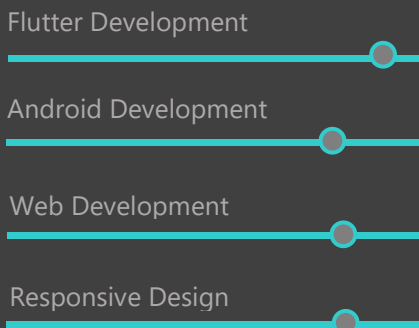 Flutter Development
Android Development
Web Development
Responsive Design